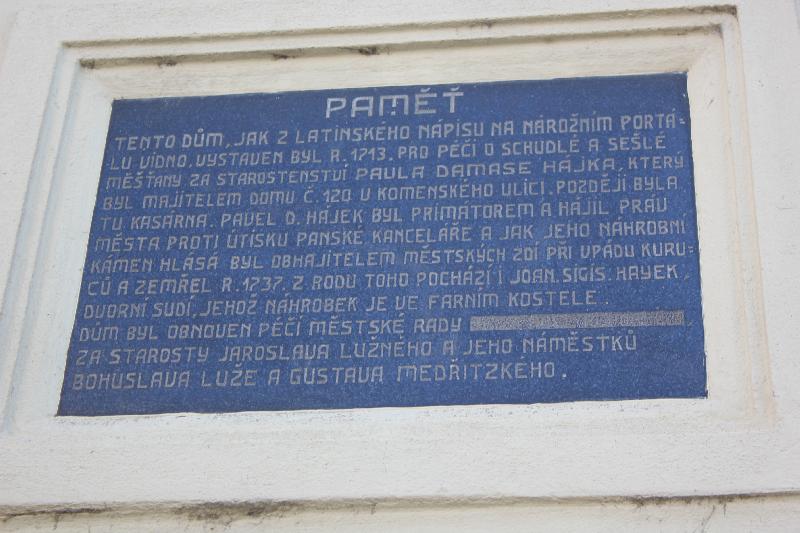 PAMĚŤ
TENTO DŮM, JAK Z LATINSKÉHO NÁPISU NA NÁROŽNÍM PORTÁ-
LU VIDNO, VYSTAVEN BYL R. 1713. PRO PÉČI O SCHUDLÉ A SEŠLÉ
MĚŠŤANY ZA STAROSTENSTVÍ PAULA DAMASE HÁJKA, KTERÝ
BYL MAJITELEM DOMU Č. 120 V KOMENSKÉHO ULICI. POZDĚJI BYLA
TU KASÁRNA. PAVEL D. HÁJEK BYL PRIMÁTOREM A HÁJIL PRÁV
MĚSTA PROTI ÚTISKU PANSKÉ KANCELÁŘE A JAK JEHO NÁHROBNÍ
KÁMEN HLÁSÁ BYL OBHAJITELEM MĚSTSKÝCH ZDÍ PŘI VPÁDU KURU-
CŮ A ZEMŘEL R. 1737. Z RODU TOHO POCHÁZÍ I JOAN. SIGIS. HAYEK,
DVORNÍ SUDÍ, JEHOŽ NÁHROBEK JE VE FARNÍM KOSTELE.
DŮM BYL OBNOVEN PÉČÍ MĚSTSKÉ RADY
ZA STAROSTY JAROSLAVA LUŽNÉHO A JEHO NÁMĚSTKŮ
BOHUSLAVA LUŽE A GUSTAVA MEDŘITZKÉHO.